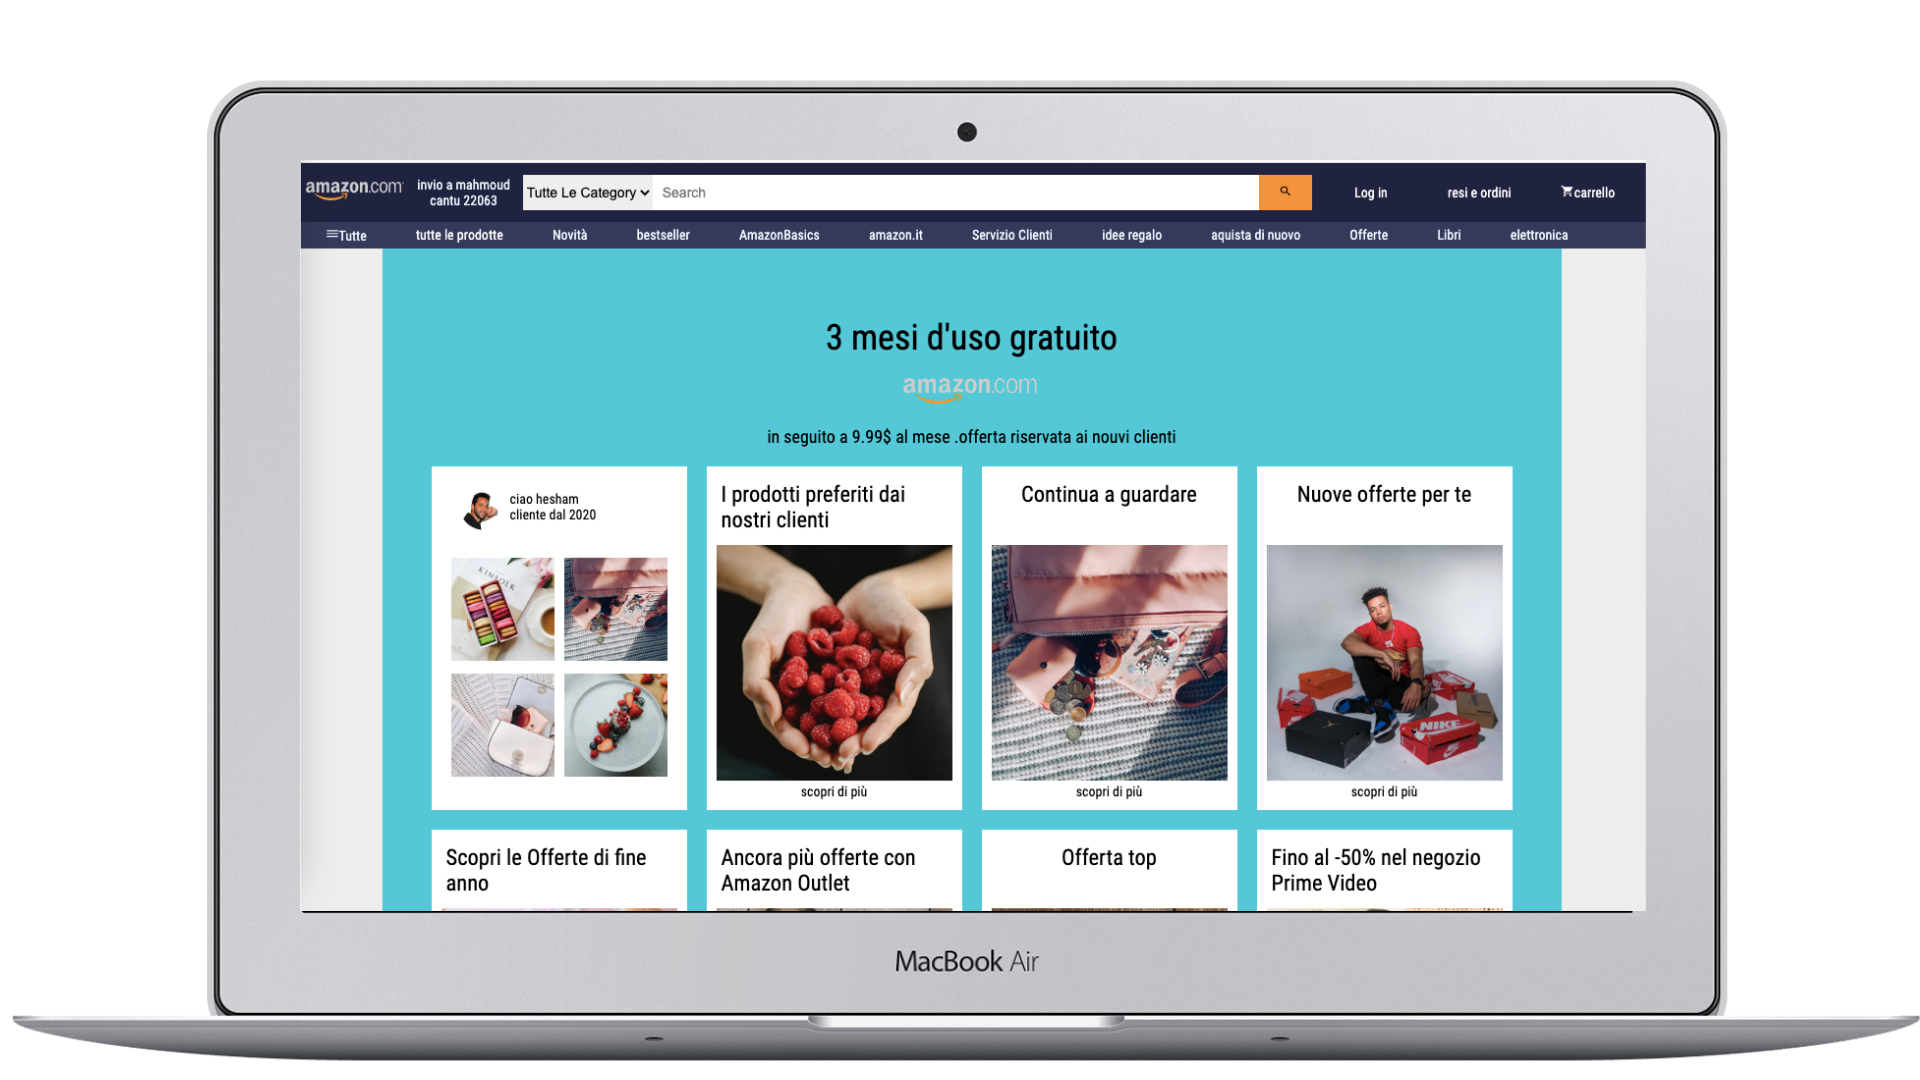 amazon.com
invio a mahmoud
cantu 22063
Tutte Le Category
Search
Log in
resi e ordini
carrello
Tutte
tutte le prodotte
Novità
bestseller
AmazonBasics
amazon.it
Servizio Clienti
idee regalo
aquista di nuovo
Offerte
Libri
elettronica
3 mesi d'uso gratuito
amazon.com
in seguito a 9.99$ al mese .offerta riservata ai nouvi clienti
ciao hesham
cliente dal 2020
KINFOLK
I prodotti preferiti dai
nostri clienti
scopri di più
Continua a guardare
scopri di più
Nuove offerte per te
NIKE
scopri di più
Scopri le Offerte di fine
anno
Ancora più offerte con
Amazon Outlet
Offerta top
Fino al -50% nel negozio
Prime Video
MacBook Air